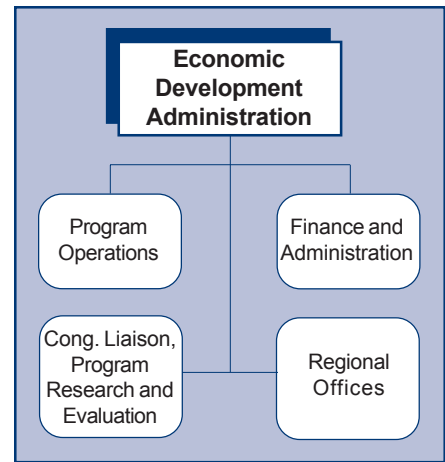 Economic
Development
Administration
Program
Operations
Finance and
Administration
Cong. Liaison,
Program
Research and
Evaluation
Regional
Offices